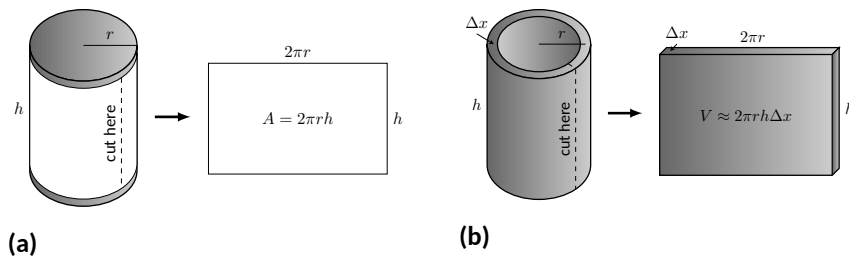 r
h
cut here
2πr
A = 2πrh
h
(a)
Δx
r
h
cut here
Δx
2πr
V ≈ 2πrhΔx
h
(b)